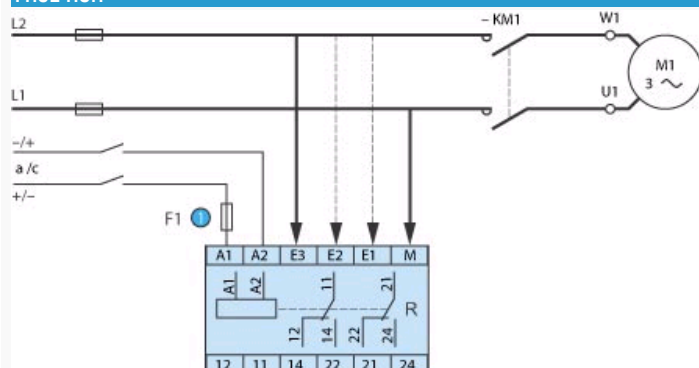 L2
– KM1
W1
M1
3
L1
U1
–/+
a /c
+/–
F1 1
A1 A2 E3 E2 E1 M
A1 A2 11 21
R
12 14 22 24
12 11 14 22 21 24